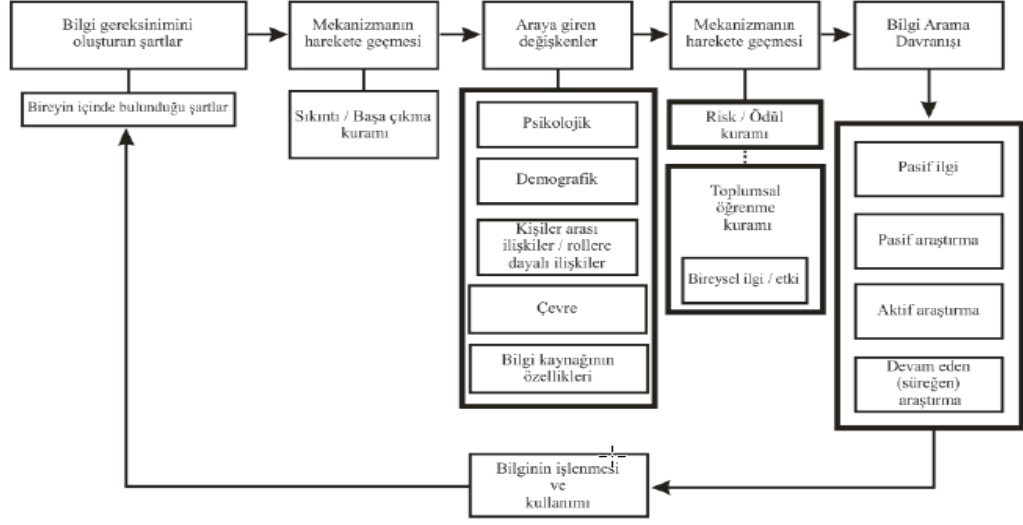 Bilgi gereksinimini
oluşturan şartlar
Mekanizmanın
harekete geçmesi
Araya giren
değişkenler
Mekanizmanın
harekete geçmesi
Bilgi Arama
Davranışı
Bireyin içinde bulunduğu şartlar
Sıkıntı / Başa çıkma
kuramı
Psikolojik
Demografik
Kişiler arası
ilişkiler / rollere
dayalı ilişkiler
Çevre
Bilgi kaynağının
özellikleri
Risk / Ödül
kuramı
Toplumsal
öğrenme
kuramı
Bireysel ilgi / etki
Pasif ilgi
Pasif araştırma
Aktif araştırma
Devam eden
(süreğen)
araştırma
Bilginin işlenmesi
ve
kullanımı